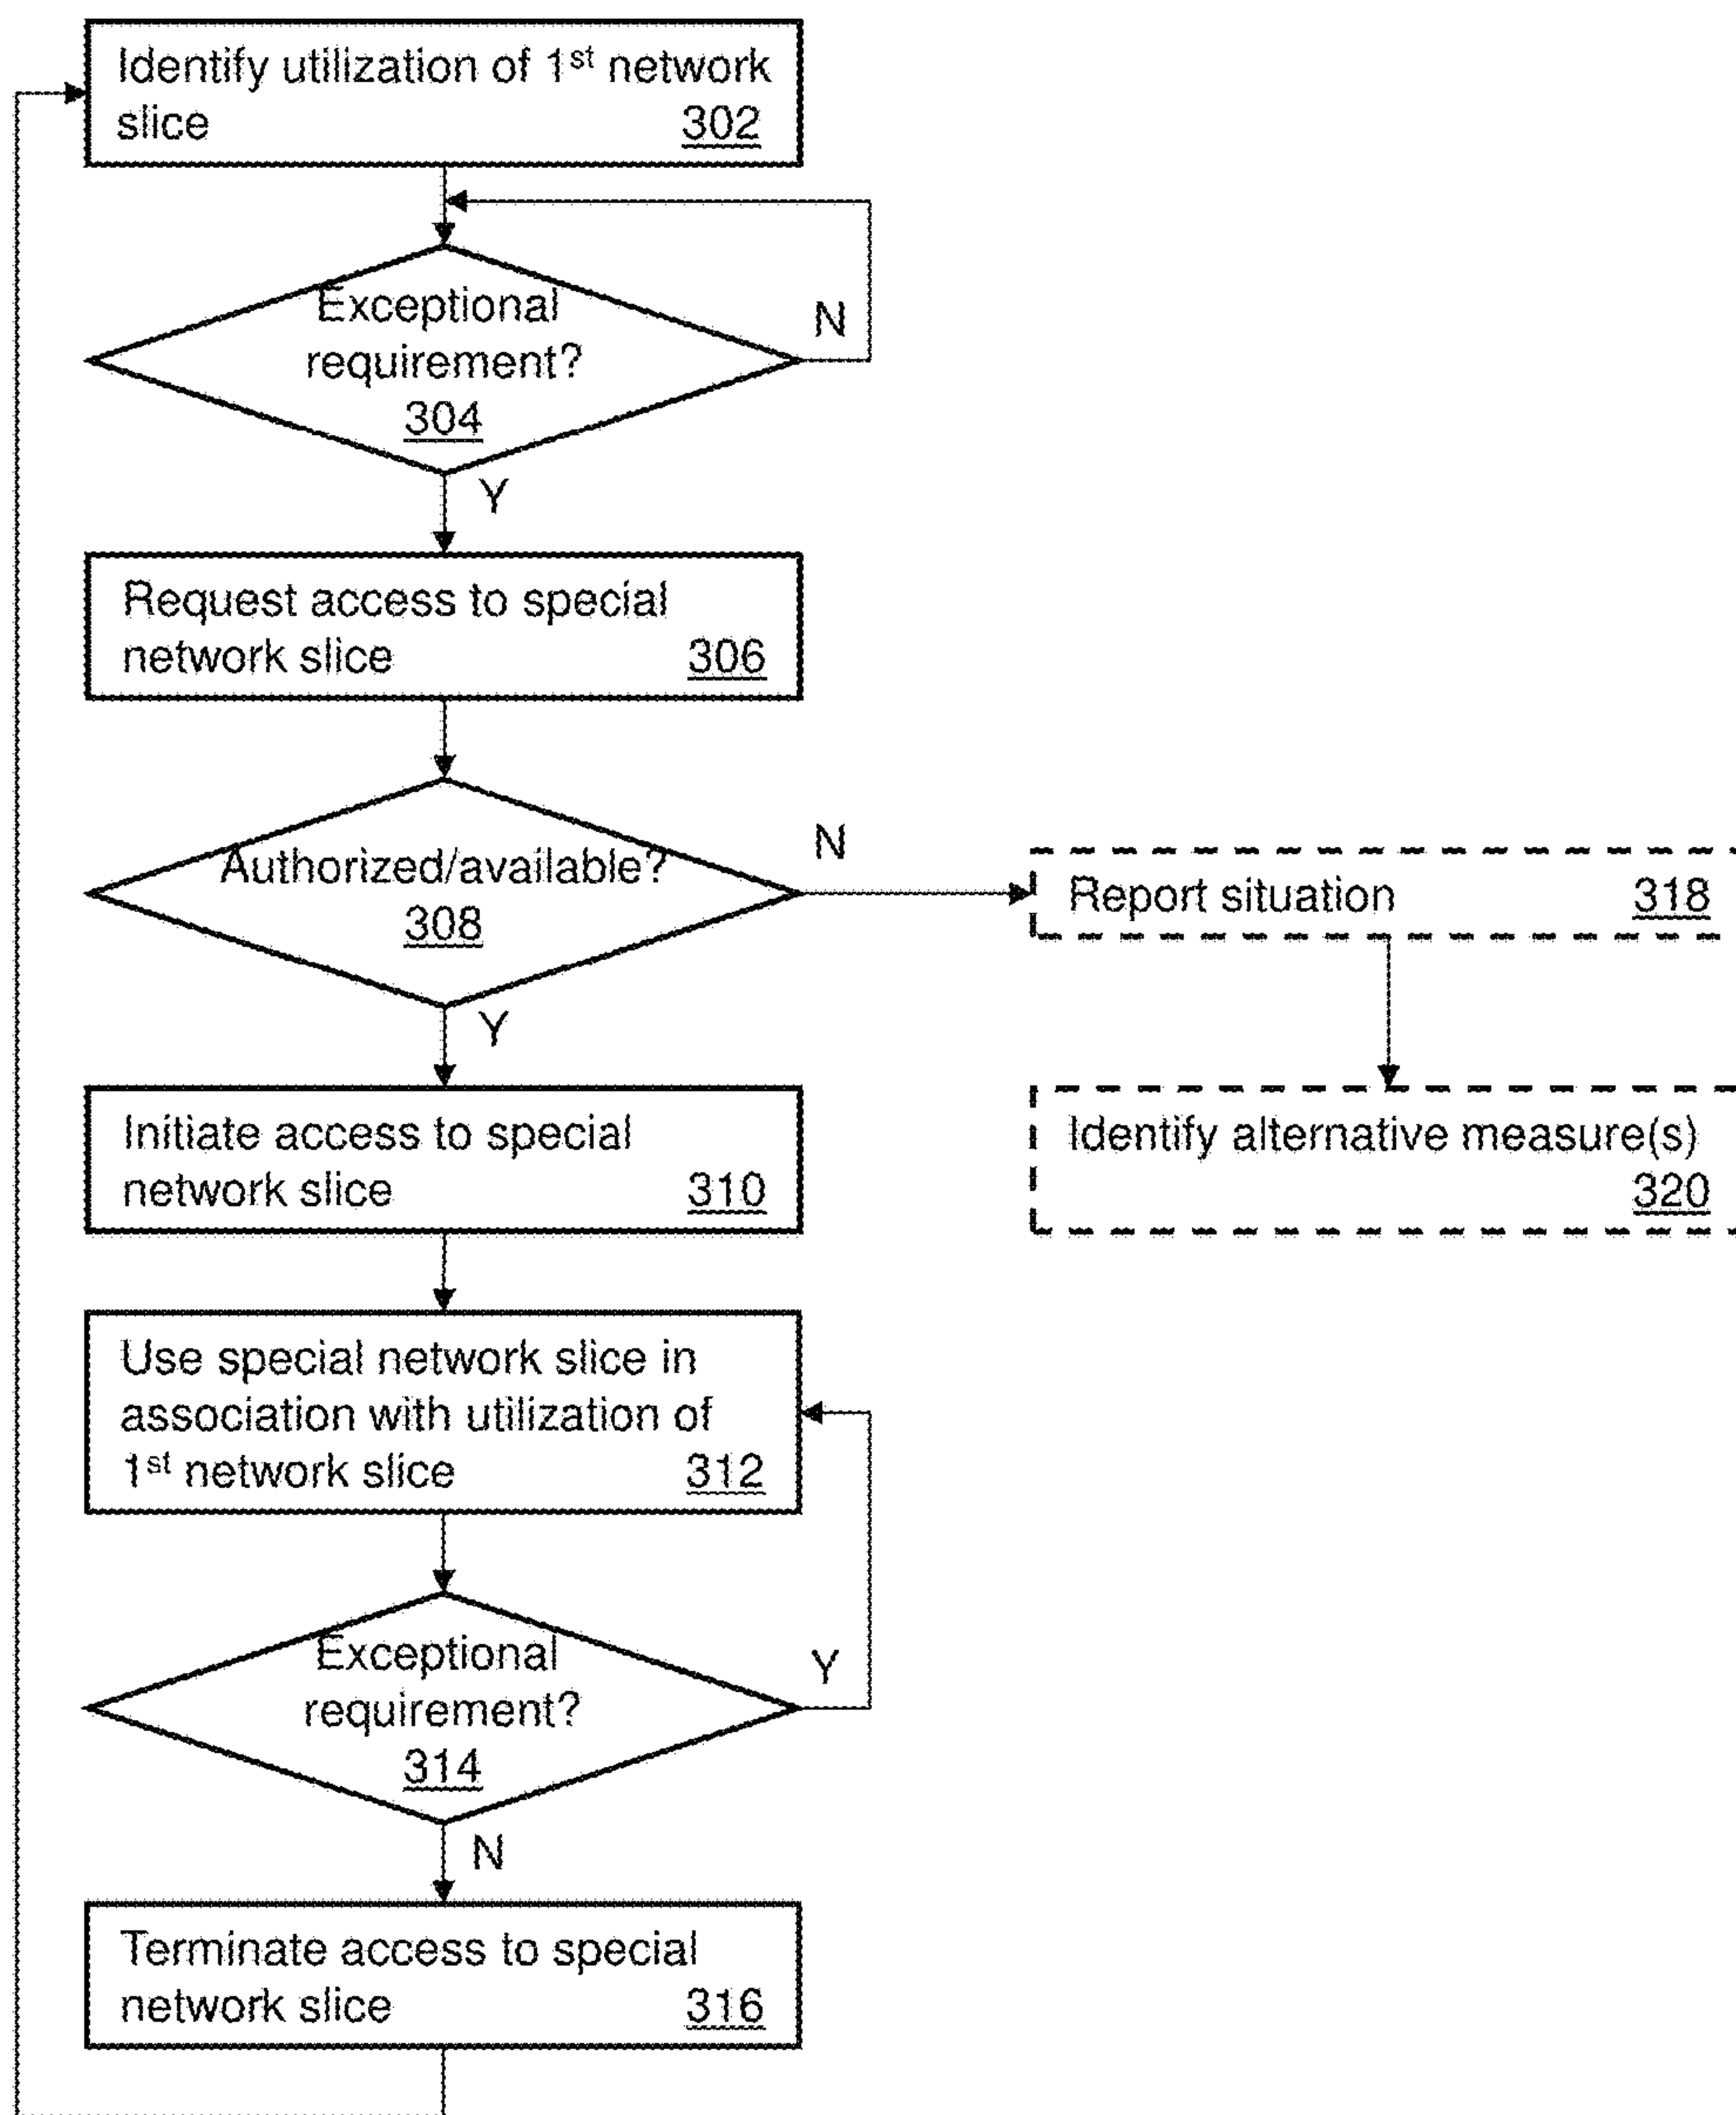 Identify utilization of 1st network
slice 302
Exceptional
requirement?
304
N
Y
Request access to special
network slice 306
Authorized/available?
308
N
Y
Report situation 318
Initiate access to special
network slice 310
Identify alternative measure(s)
320
Use special network slice in
association with utilization of
1st network slice 312
Exceptional
requirement?
314
Y
N
Terminate access to special
network slice 316